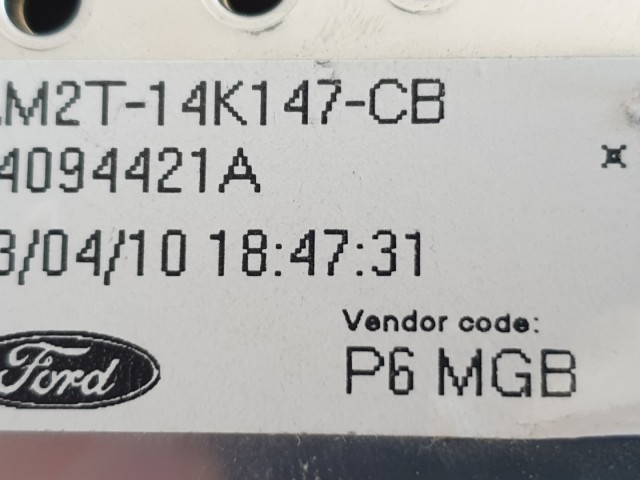 M2T-14K147-CB
4094421A
3/04/10 18:47:31
Vendor code:
Ford
P6 MGB